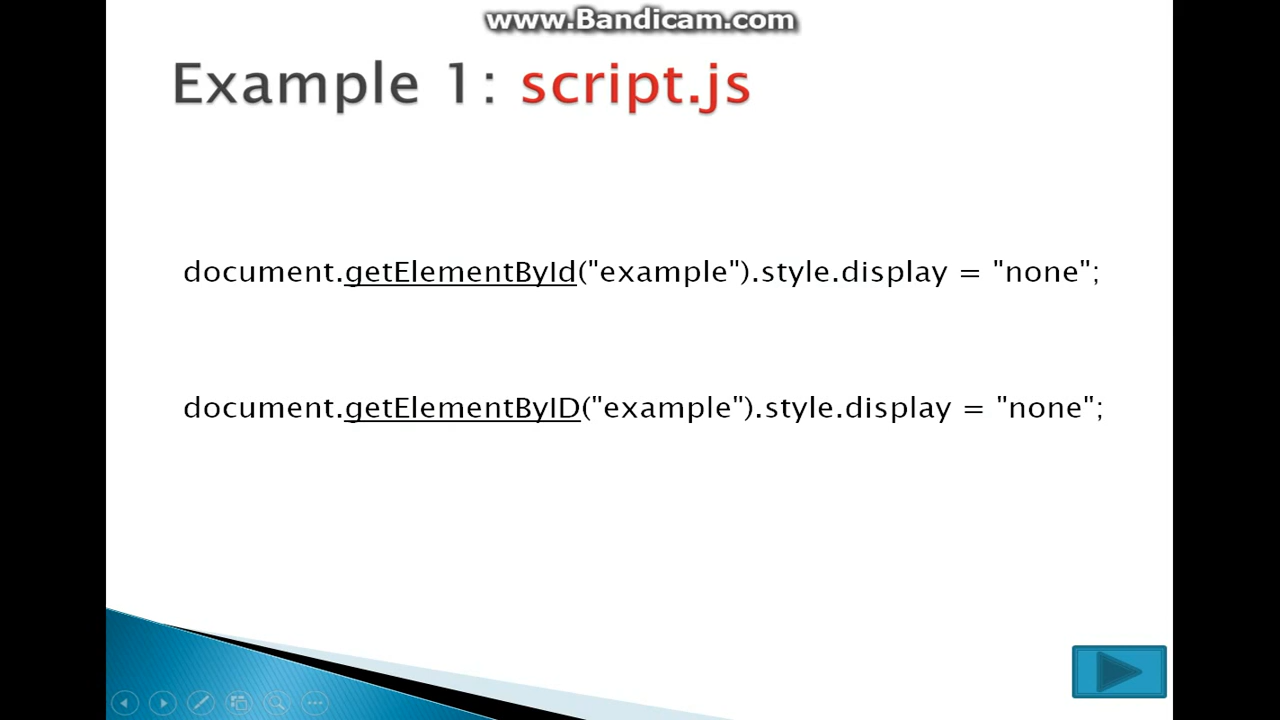 www.Bandicam.com
Example 1: script.js
document.getElementById("example").style.display = "none";
document.getElementByID("example").style.display = "none";